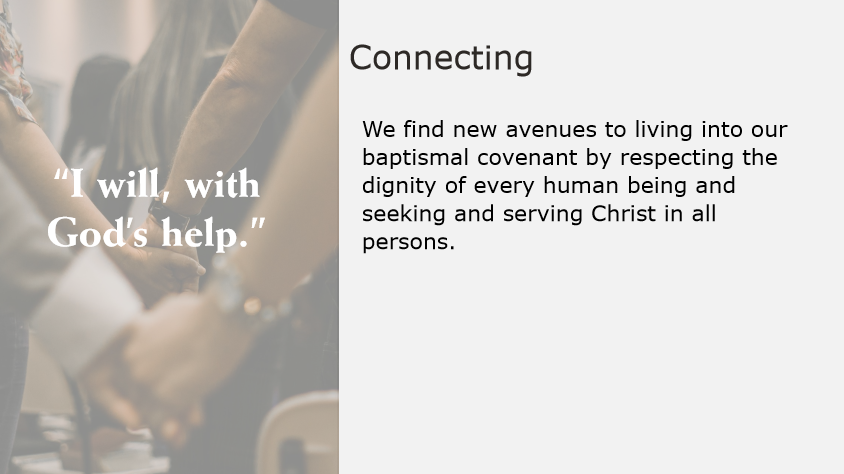 “I will, with
God’s help.”
Connecting
We find new avenues to living into our
baptismal covenant by respecting the
dignity of every human being and
seeking and serving Christ in all
persons.